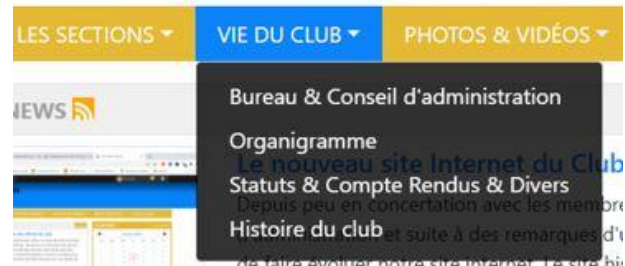 LES SECTIONS
VIE DU CLUB
PHOTOS & VIDÉOS
NEWS
Bureau & Conseil d'administration
Organigramme
Le nouveau site Internet du Club
Statuts & Compte Rendus & Divers
Depuis peu en concertation avec les membre
Histoire du club
d'administration et suite à des remarques d'u
de faire évoluer notre site internet. Le site his